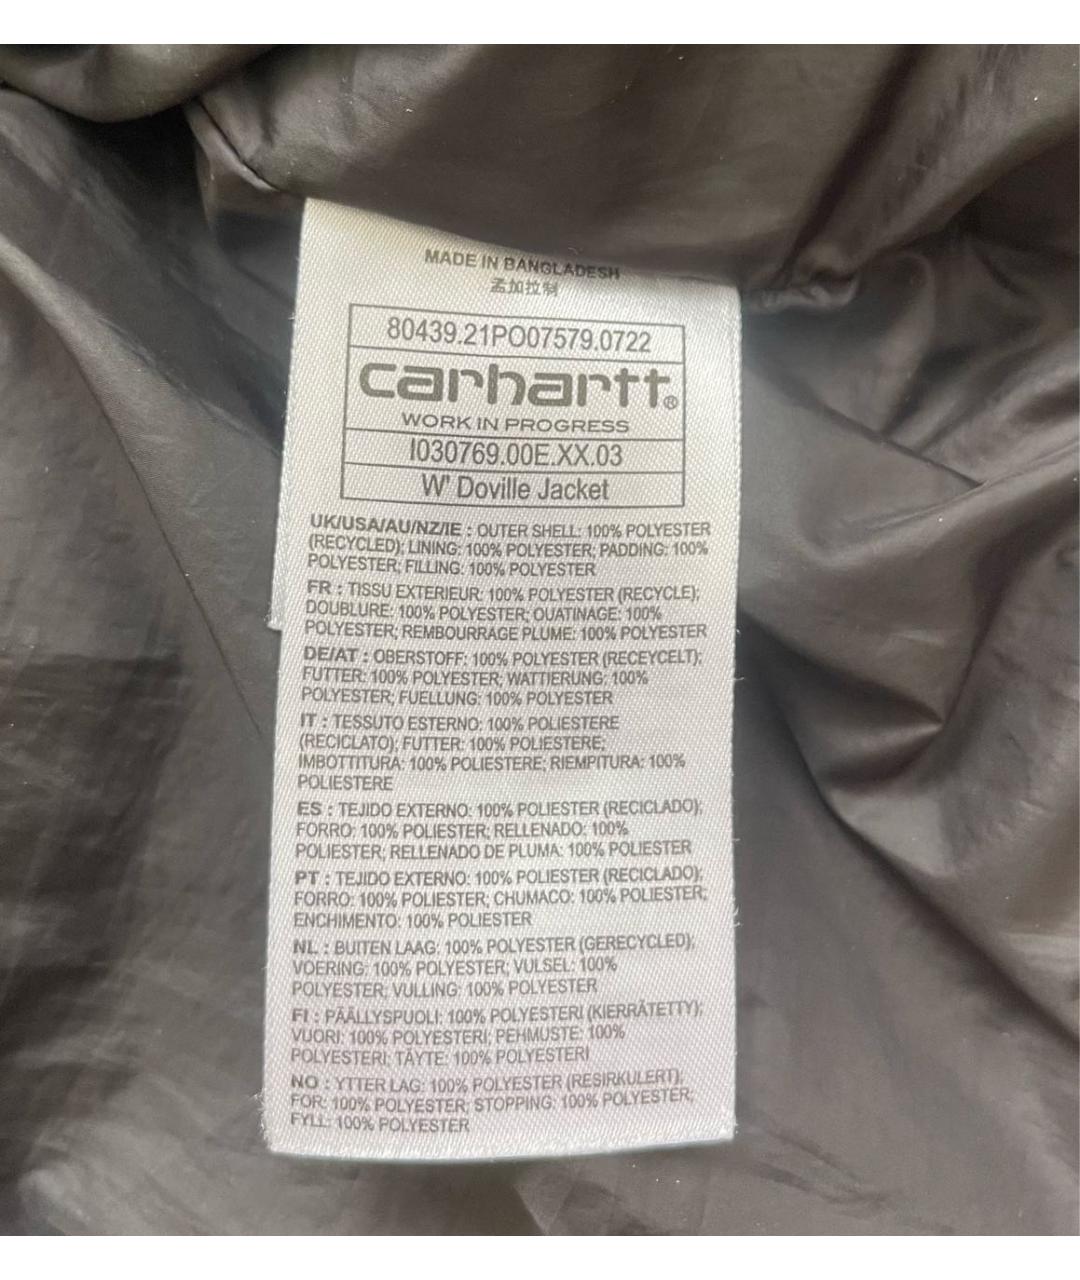 MADE IN BANGLADESH
孟加拉制
80439.21PO07579.0722
carhartt®
WORK IN PROGRESS
I030769.00E.XX.03
W' Doville Jacket
UK/USA/AU/NZ/IE : OUTER SHELL: 100% POLYESTER
(RECYCLED); LINING: 100% POLYESTER; PADDING: 100%
POLYESTER; FILLING: 100% POLYESTER
FR : TISSU EXTERIEUR: 100% POLYESTER (RECYCLE);
DOUBLURE: 100% POLYESTER; OUATINAGE: 100%
POLYESTER; REMBOURRAGE PLUME: 100% POLYESTER
DE/AT : OBERSTOFF: 100% POLYESTER (RECEYCELT);
FUTTER: 100% POLYESTER; WATTIERUNG: 100%
POLYESTER; FUELLUNG: 100% POLYESTER
IT : TESSUTO ESTERNO: 100% POLIESTERE
(RECICLATO); FUTTER: 100% POLIESTERE;
IMBOTTITURA: 100% POLIESTERE; RIEMPITURA: 100%
POLIESTERE
ES : TEJIDO EXTERNO: 100% POLIESTER (RECICLADO);
FORRO: 100% POLIESTER; RELLENADO: 100%
POLIESTER; RELLENADO DE PLUMA: 100% POLIESTER
PT : TEJIDO EXTERNO: 100% POLIESTER (RECICLADO);
FORRO: 100% POLIESTER; CHUMACO: 100% POLIESTER;
ENCHIMENTO: 100% POLIESTER
NL : BUITEN LAAG: 100% POLYESTER (GERECYCLED);
VOERING: 100% POLYESTER; VULSEL: 100%
POLYESTER; VULLING: 100% POLYESTER
FI : PÄÄLLYSPUOLI: 100% POLYESTERI (KIERRÄTETTY);
VUORI: 100% POLYESTERI; PEHMUSTE: 100%
POLYESTERI; TÄYTE: 100% POLYESTERI
NO : YTTER LAG: 100% POLYESTER (RESIRKULERT);
FOR: 100% POLYESTER; STOPPING: 100% POLYESTER;
FYLL: 100% POLYESTER